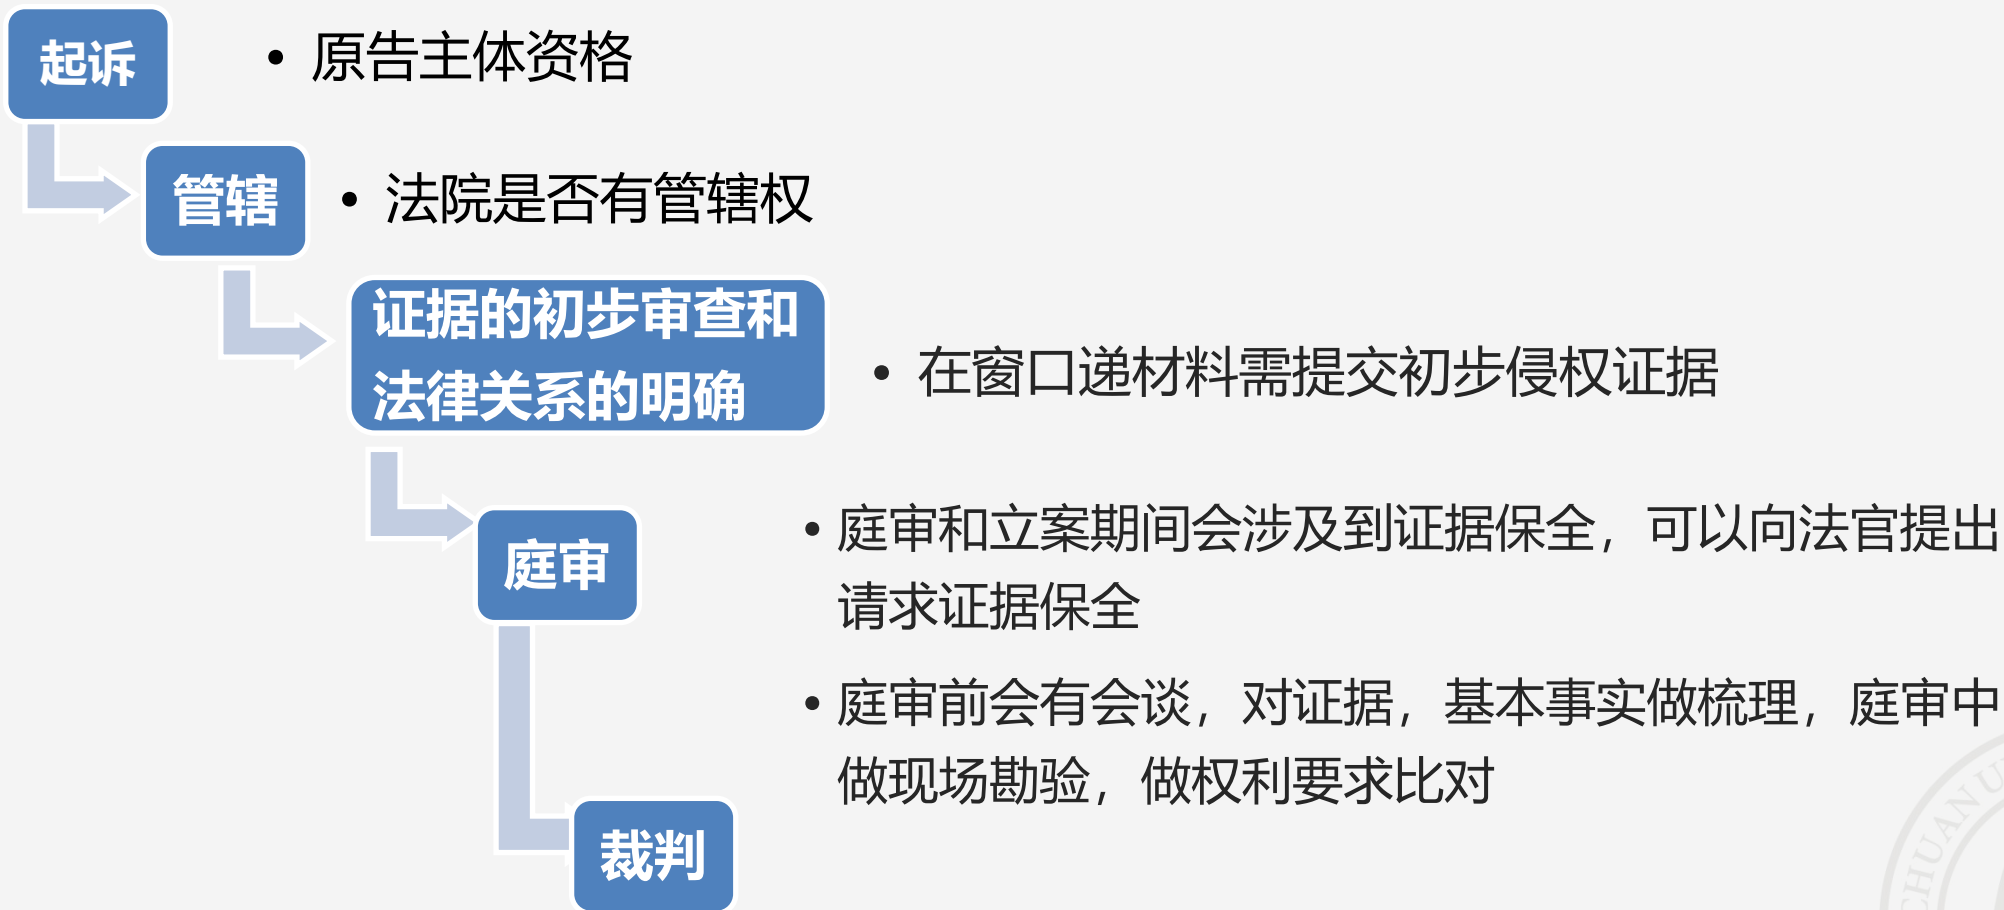 起诉
• 原告主体资格
管辖
• 法院是否有管辖权
证据的初步审查和
法律关系的明确
• 在窗口递材料需提交初步侵权证据
庭审
• 庭审和立案期间会涉及到证据保全，可以向法官提出
请求证据保全
• 庭审前会有会谈，对证据，基本事实做梳理，庭审中
做现场勘验，做权利要求比对
裁判
CHUAN U